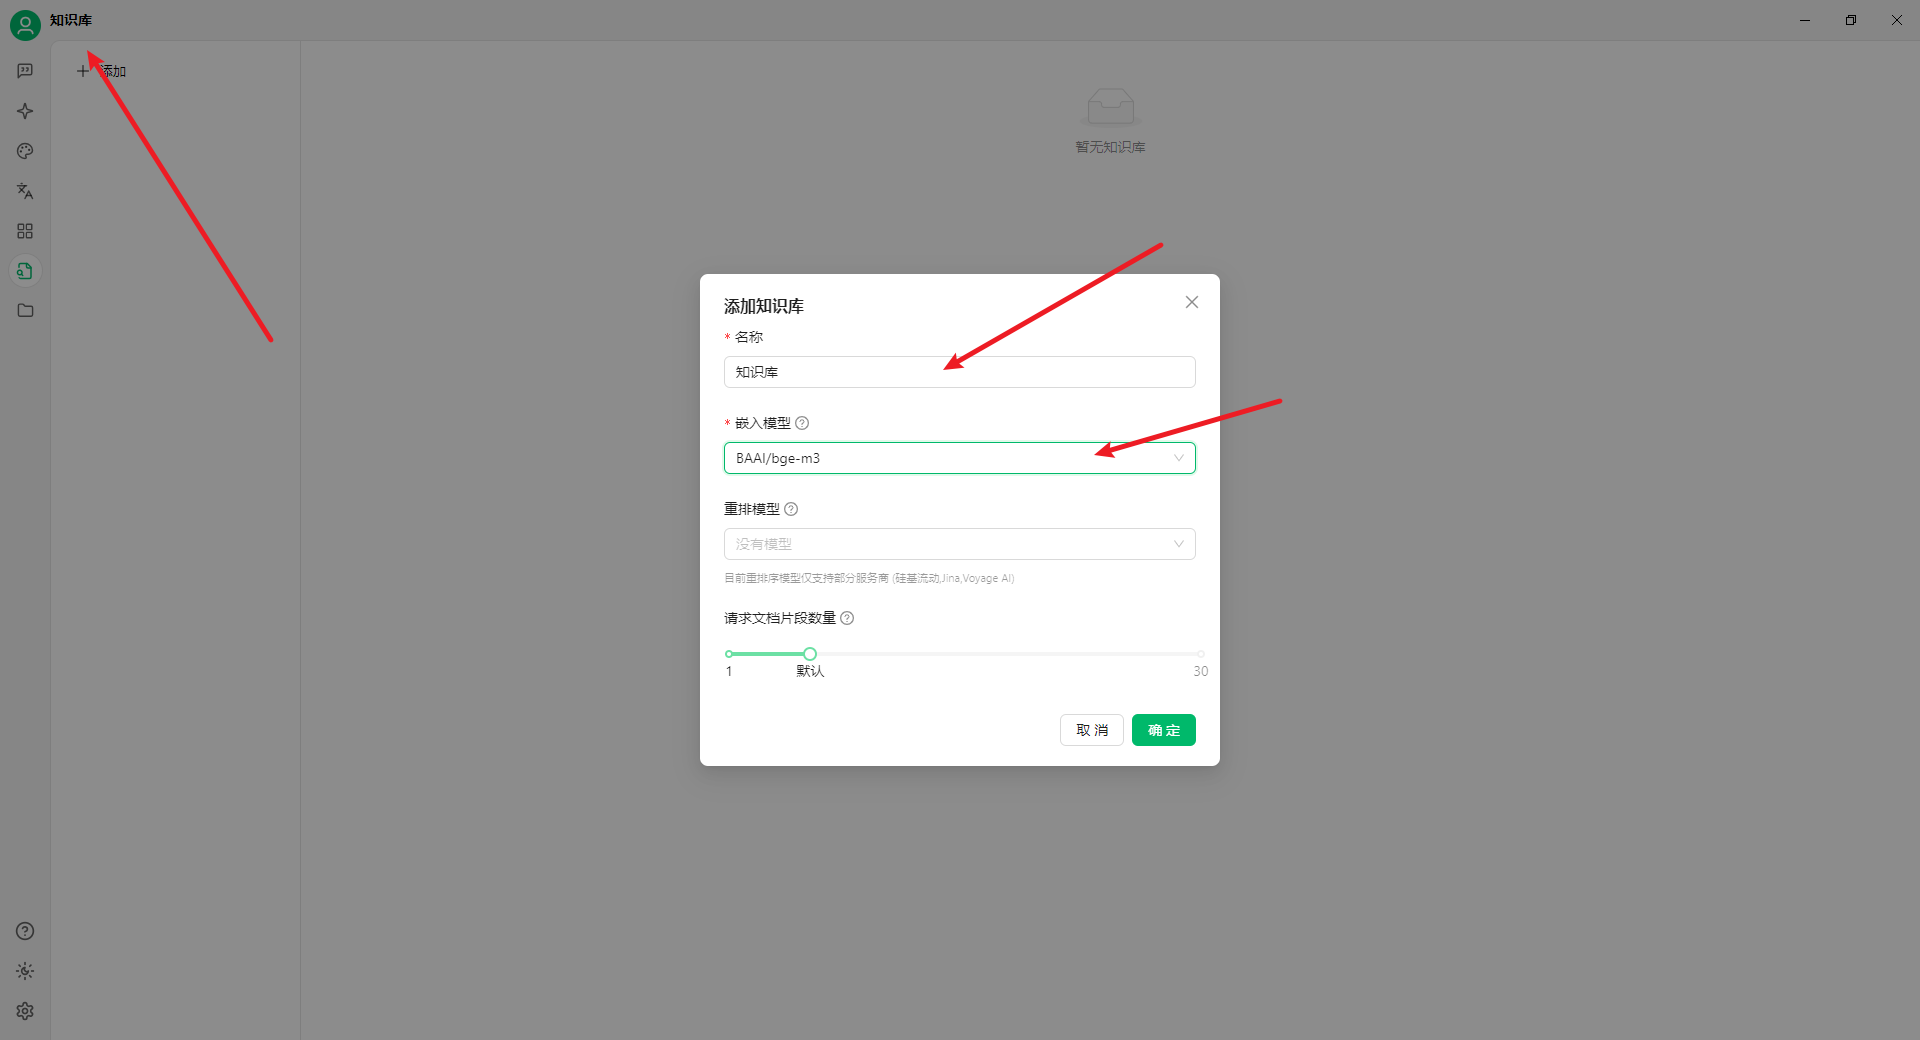 知识库
添加
暂无知识库
添加知识库
* 名称
知识库
* 嵌入模型
BAAI/bge-m3
重排模型
没有模型
目前重排序模型仅支持部分服务商 (硅基流动,Jina,Voyage AI)
请求文档片段数量
1 默认 30
取 消 确 定